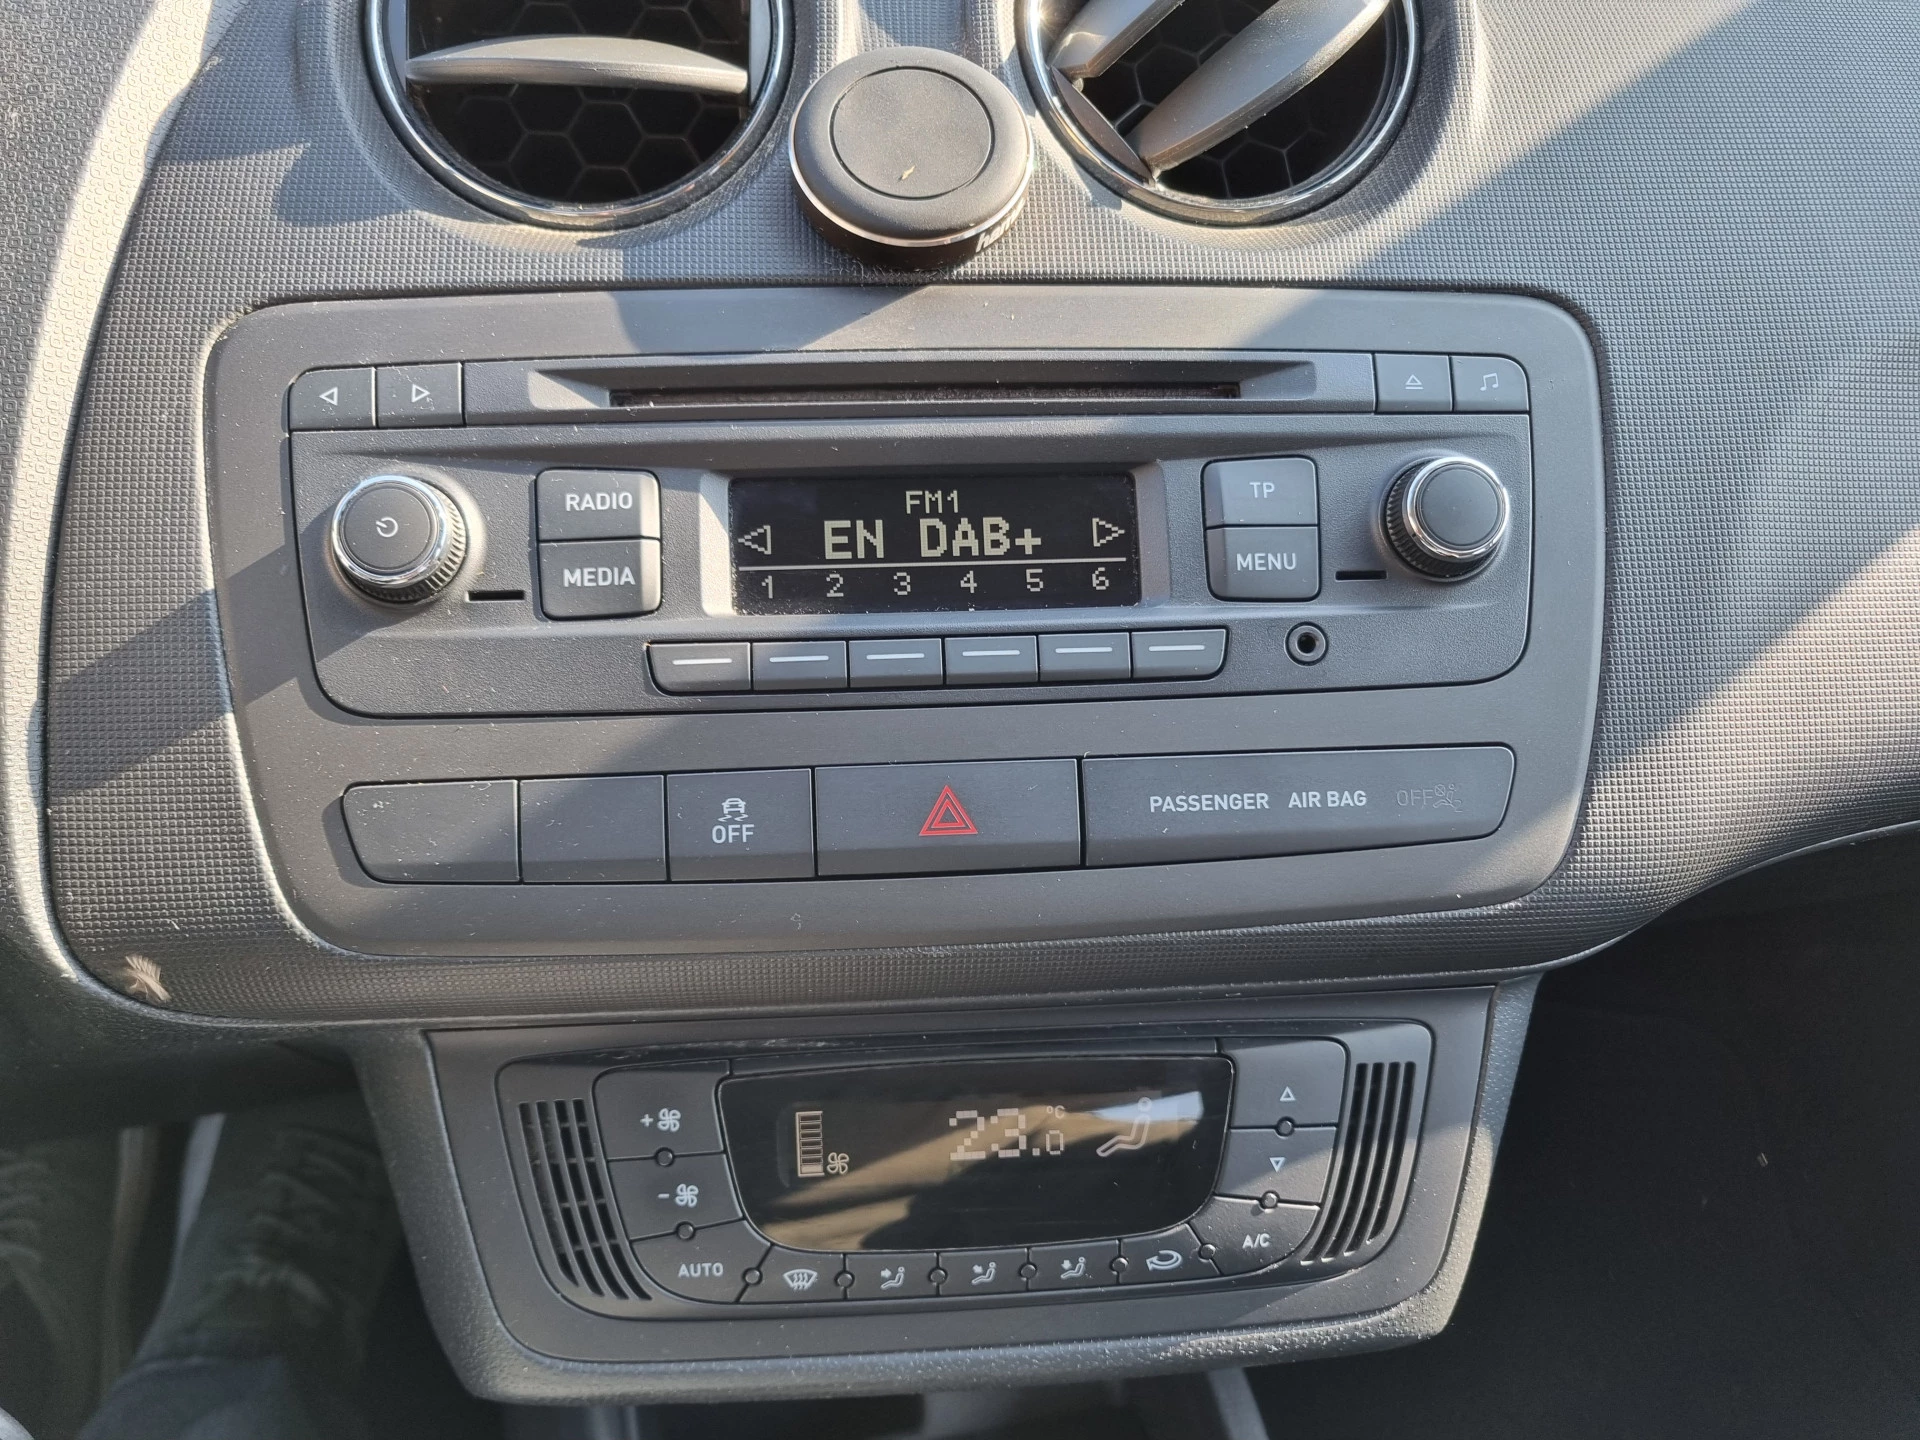 RADIO
MEDIA
FM1
EN DAB+
1 2 3 4 5 6
TP
MENU
OFF
PASSENGER AIR BAG OFF
+
-
23.0 °C
AUTO
A/C